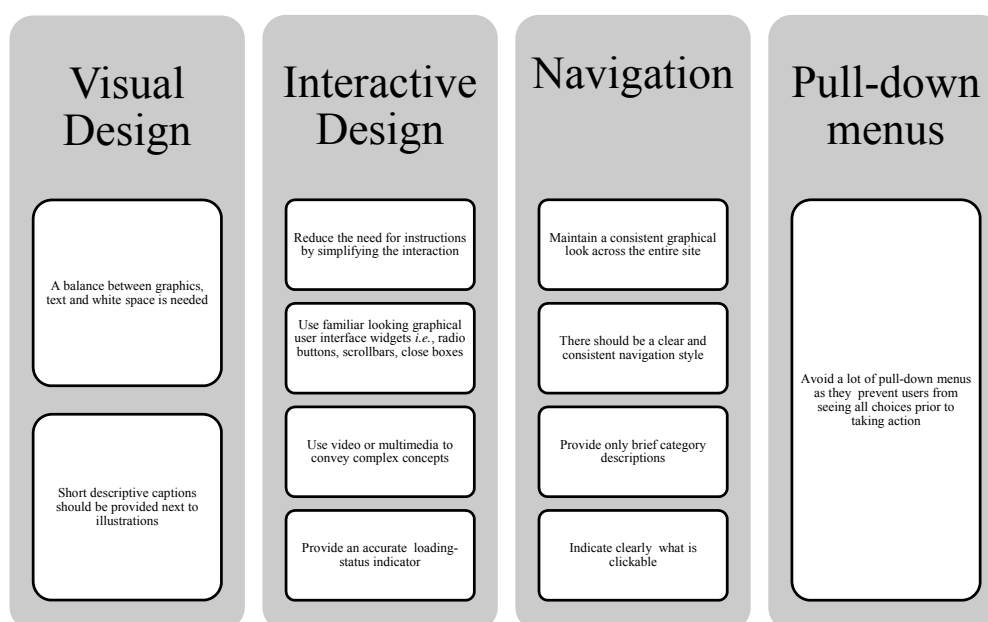 Visual
Design
A balance between graphics,
text and white space is needed
Short descriptive captions
should be provided next to
illustrations
Interactive
Design
Reduce the need for instructions
by simplifying the interaction
Use familiar looking graphical
user interface widgets i.e., radio
buttons, scrollbars, close boxes
Use video or multimedia to
convey complex concepts
Provide an accurate loading-
status indicator
Navigation
Maintain a consistent graphical
look across the entire site
There should be a clear and
consistent navigation style
Provide only brief category
descriptions
Indicate clearly what is
clickable
Pull-down
menus
Avoid a lot of pull-down menus
as they prevent users from
seeing all choices prior to
taking action